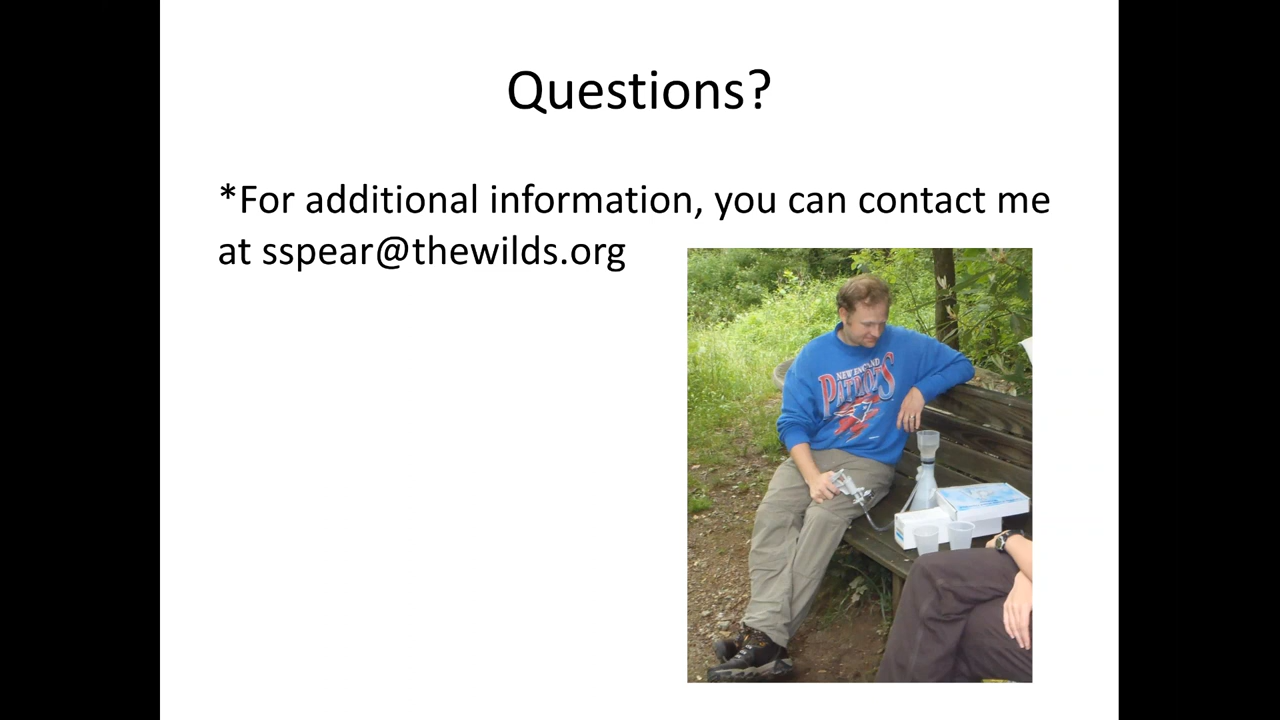 Questions?
*For additional information, you can contact me
at sspear@thewilds.org
NEW ENGLAND
PATRIOTS